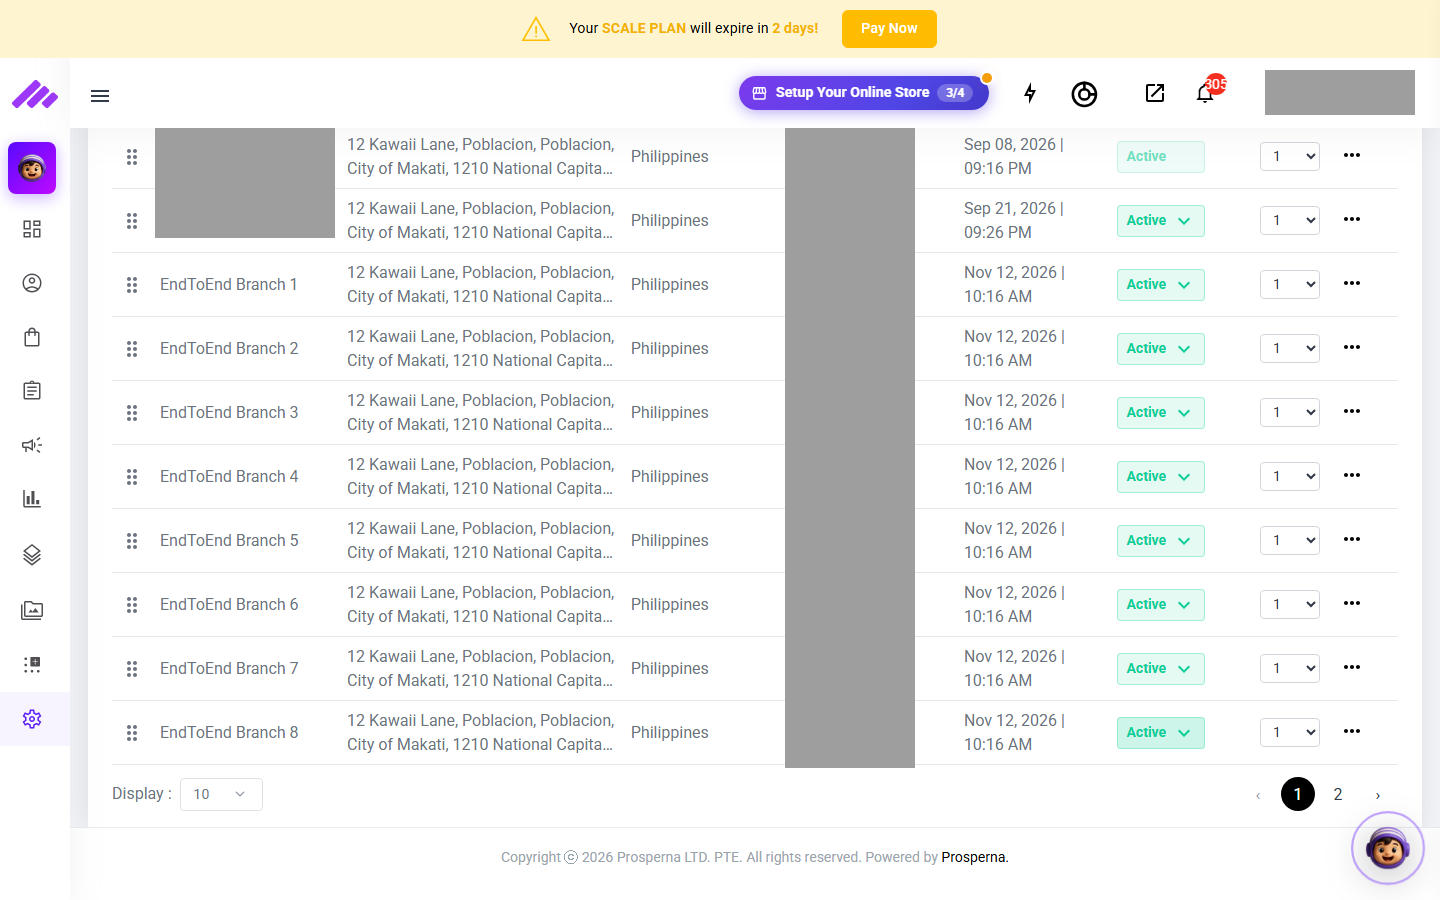 Your SCALE PLAN will expire in 2 days!
Pay Now
Setup Your Online Store 3/4
305
12 Kawaii Lane, Poblacion, Poblacion,
City of Makati, 1210 National Capita...
Philippines
Sep 08, 2026 |
09:16 PM
Active
1
12 Kawaii Lane, Poblacion, Poblacion,
City of Makati, 1210 National Capita...
Philippines
Sep 21, 2026 |
09:26 PM
Active
1
EndToEnd Branch 1
12 Kawaii Lane, Poblacion, Poblacion,
City of Makati, 1210 National Capita...
Philippines
Nov 12, 2026 |
10:16 AM
Active
1
EndToEnd Branch 2
12 Kawaii Lane, Poblacion, Poblacion,
City of Makati, 1210 National Capita...
Philippines
Nov 12, 2026 |
10:16 AM
Active
1
EndToEnd Branch 3
12 Kawaii Lane, Poblacion, Poblacion,
City of Makati, 1210 National Capita...
Philippines
Nov 12, 2026 |
10:16 AM
Active
1
EndToEnd Branch 4
12 Kawaii Lane, Poblacion, Poblacion,
City of Makati, 1210 National Capita...
Philippines
Nov 12, 2026 |
10:16 AM
Active
1
EndToEnd Branch 5
12 Kawaii Lane, Poblacion, Poblacion,
City of Makati, 1210 National Capita...
Philippines
Nov 12, 2026 |
10:16 AM
Active
1
EndToEnd Branch 6
12 Kawaii Lane, Poblacion, Poblacion,
City of Makati, 1210 National Capita...
Philippines
Nov 12, 2026 |
10:16 AM
Active
1
EndToEnd Branch 7
12 Kawaii Lane, Poblacion, Poblacion,
City of Makati, 1210 National Capita...
Philippines
Nov 12, 2026 |
10:16 AM
Active
1
EndToEnd Branch 8
12 Kawaii Lane, Poblacion, Poblacion,
City of Makati, 1210 National Capita...
Philippines
Nov 12, 2026 |
10:16 AM
Active
1
Display : 10
‹ 1 2 ›
Copyright © 2026 Prosperna LTD. PTE. All rights reserved. Powered by Prosperna.